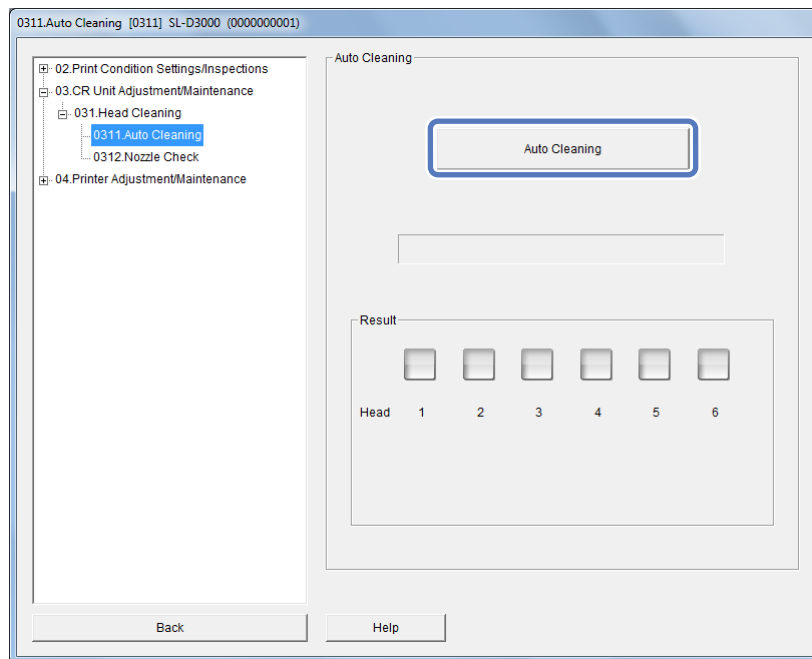 0311.Auto Cleaning [0311] SL-D3000 (0000000001)
02.Print Condition Settings/Inspections
03.CR Unit Adjustment/Maintenance
031.Head Cleaning
0311.Auto Cleaning
0312.Nozzle Check
04.Printer Adjustment/Maintenance
Auto Cleaning
Auto Cleaning
Result
Head 1 2 3 4 5 6
Back
Help